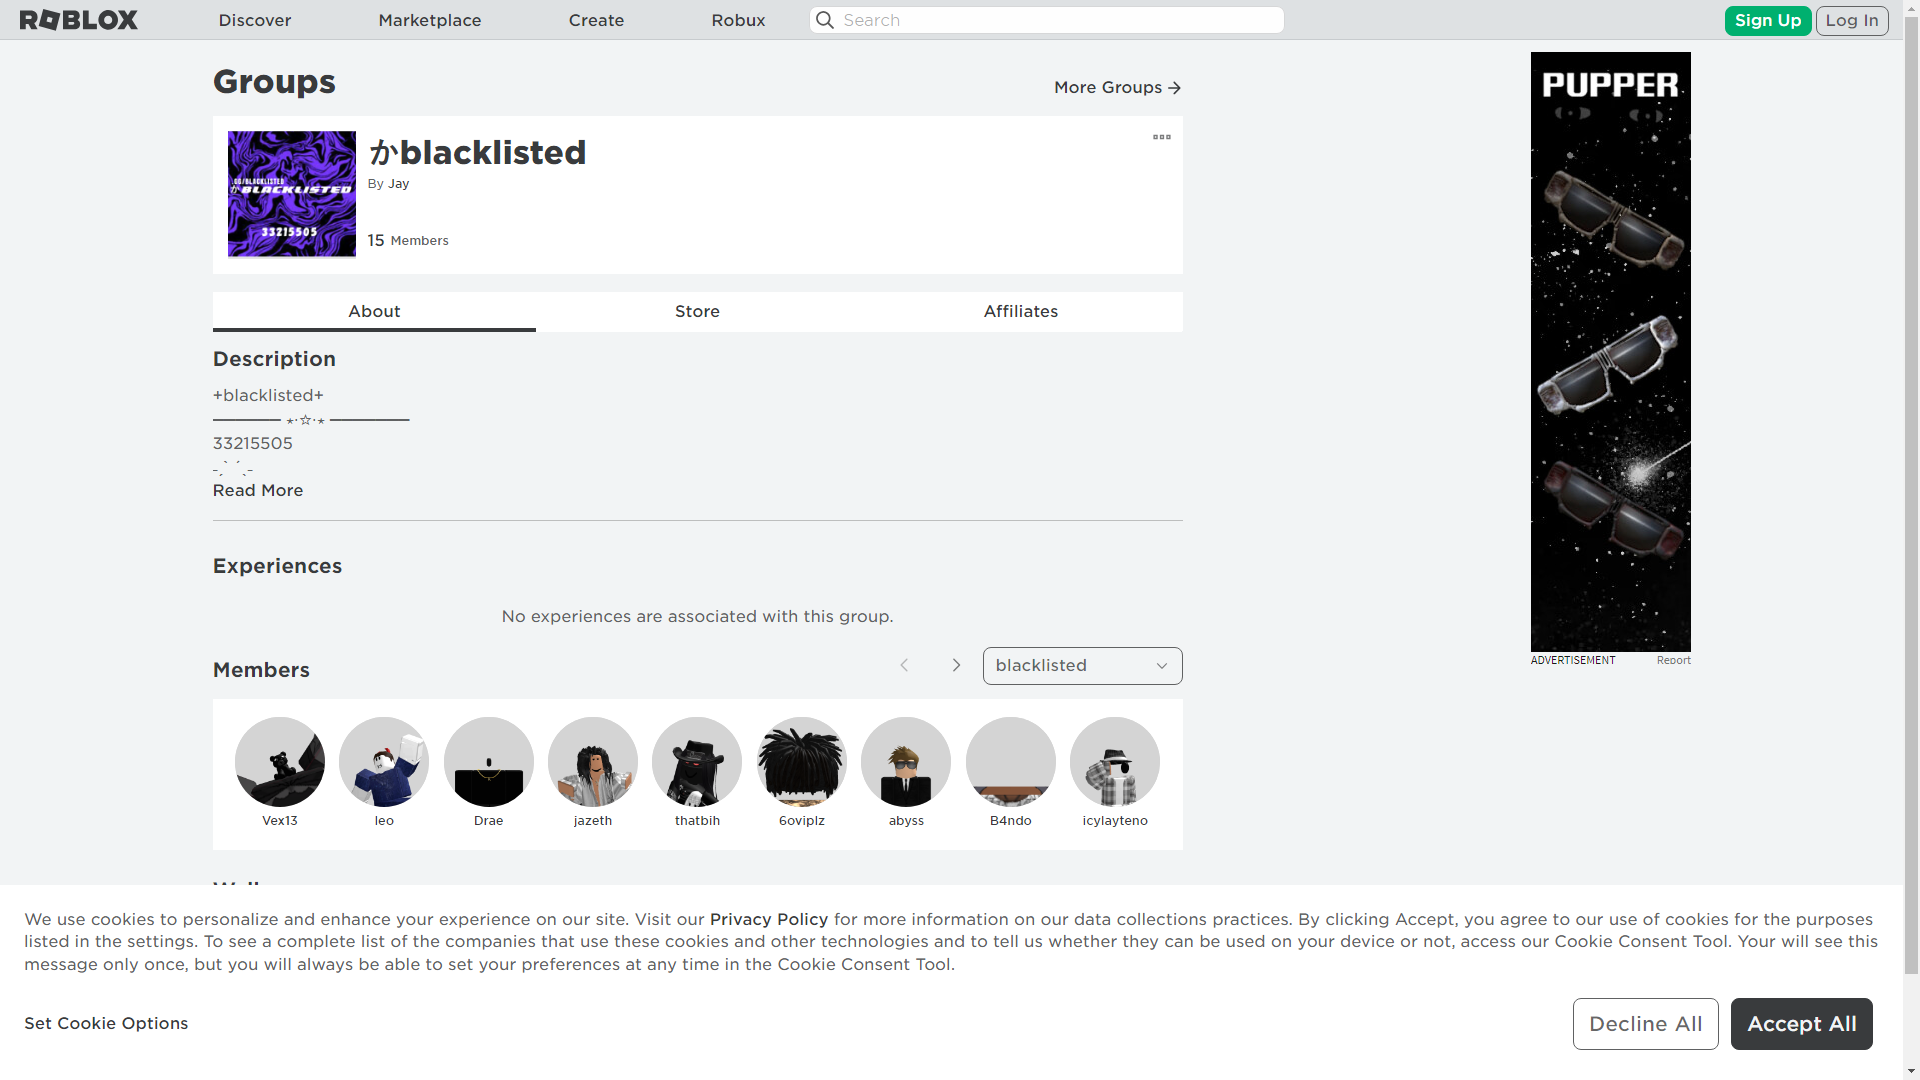 ROBLOX
Discover
Marketplace
Create
Robux
Search
Sign Up
Log In
Groups
More Groups
かblacklisted
By Jay
15 Members
.GG/BLACKLISTED
かBLACKLISTED
33215505
About
Store
Affiliates
Description
+blacklisted+
────── ⋆⋅☆⋅⋆ ───────
33215505
Read More
Experiences
No experiences are associated with this group.
Members
blacklisted
Vex13
leo
Drae
jazeth
thatbih
6oviplz
abyss
B4ndo
icylayteno
PUPPER
ADVERTISEMENT
Report
We use cookies to personalize and enhance your experience on our site. Visit our Privacy Policy for more information on our data collections practices. By clicking Accept, you agree to our use of cookies for the purposes
listed in the settings. To see a complete list of the companies that use these cookies and other technologies and to tell us whether they can be used on your device or not, access our Cookie Consent Tool. Your will see this
message only once, but you will always be able to set your preferences at any time in the Cookie Consent Tool.
Set Cookie Options
Decline All
Accept All